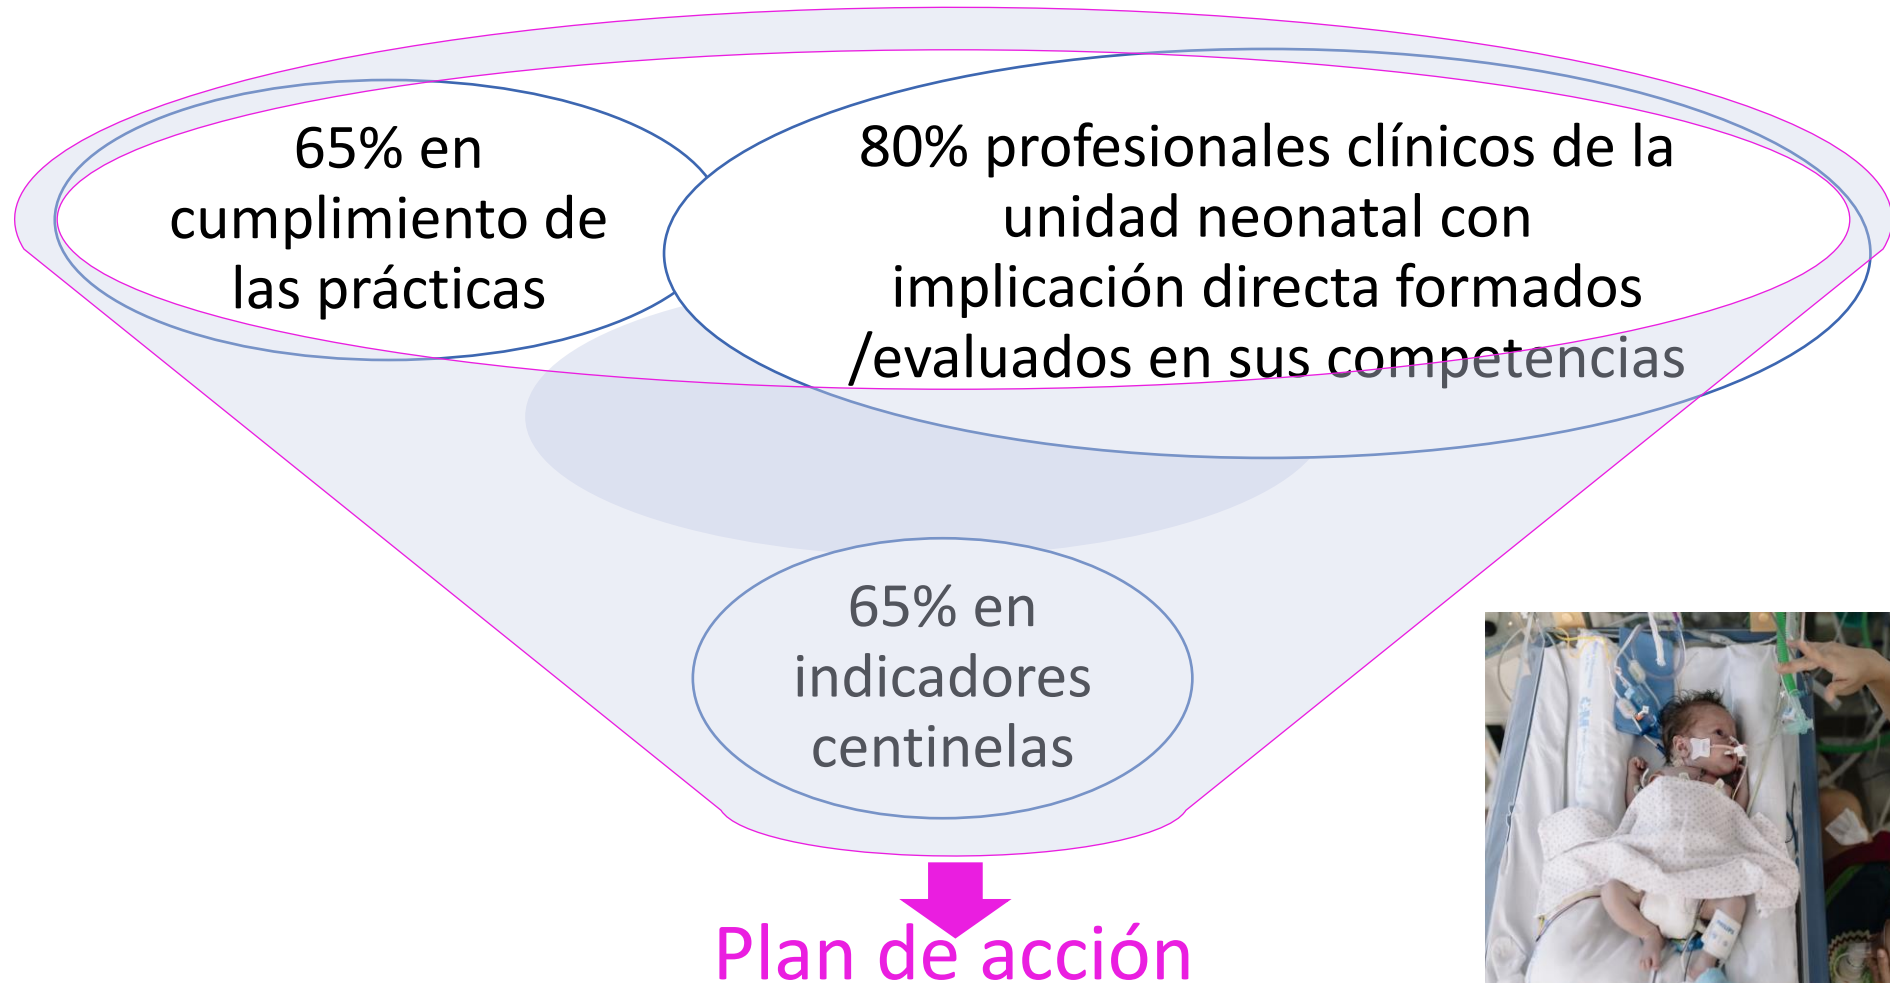 65% en
cumplimiento de
las prácticas
80% profesionales clínicos de la
unidad neonatal con
implicación directa formados
/evaluados en sus competencias
65% en
indicadores
centinelas
Plan de acción